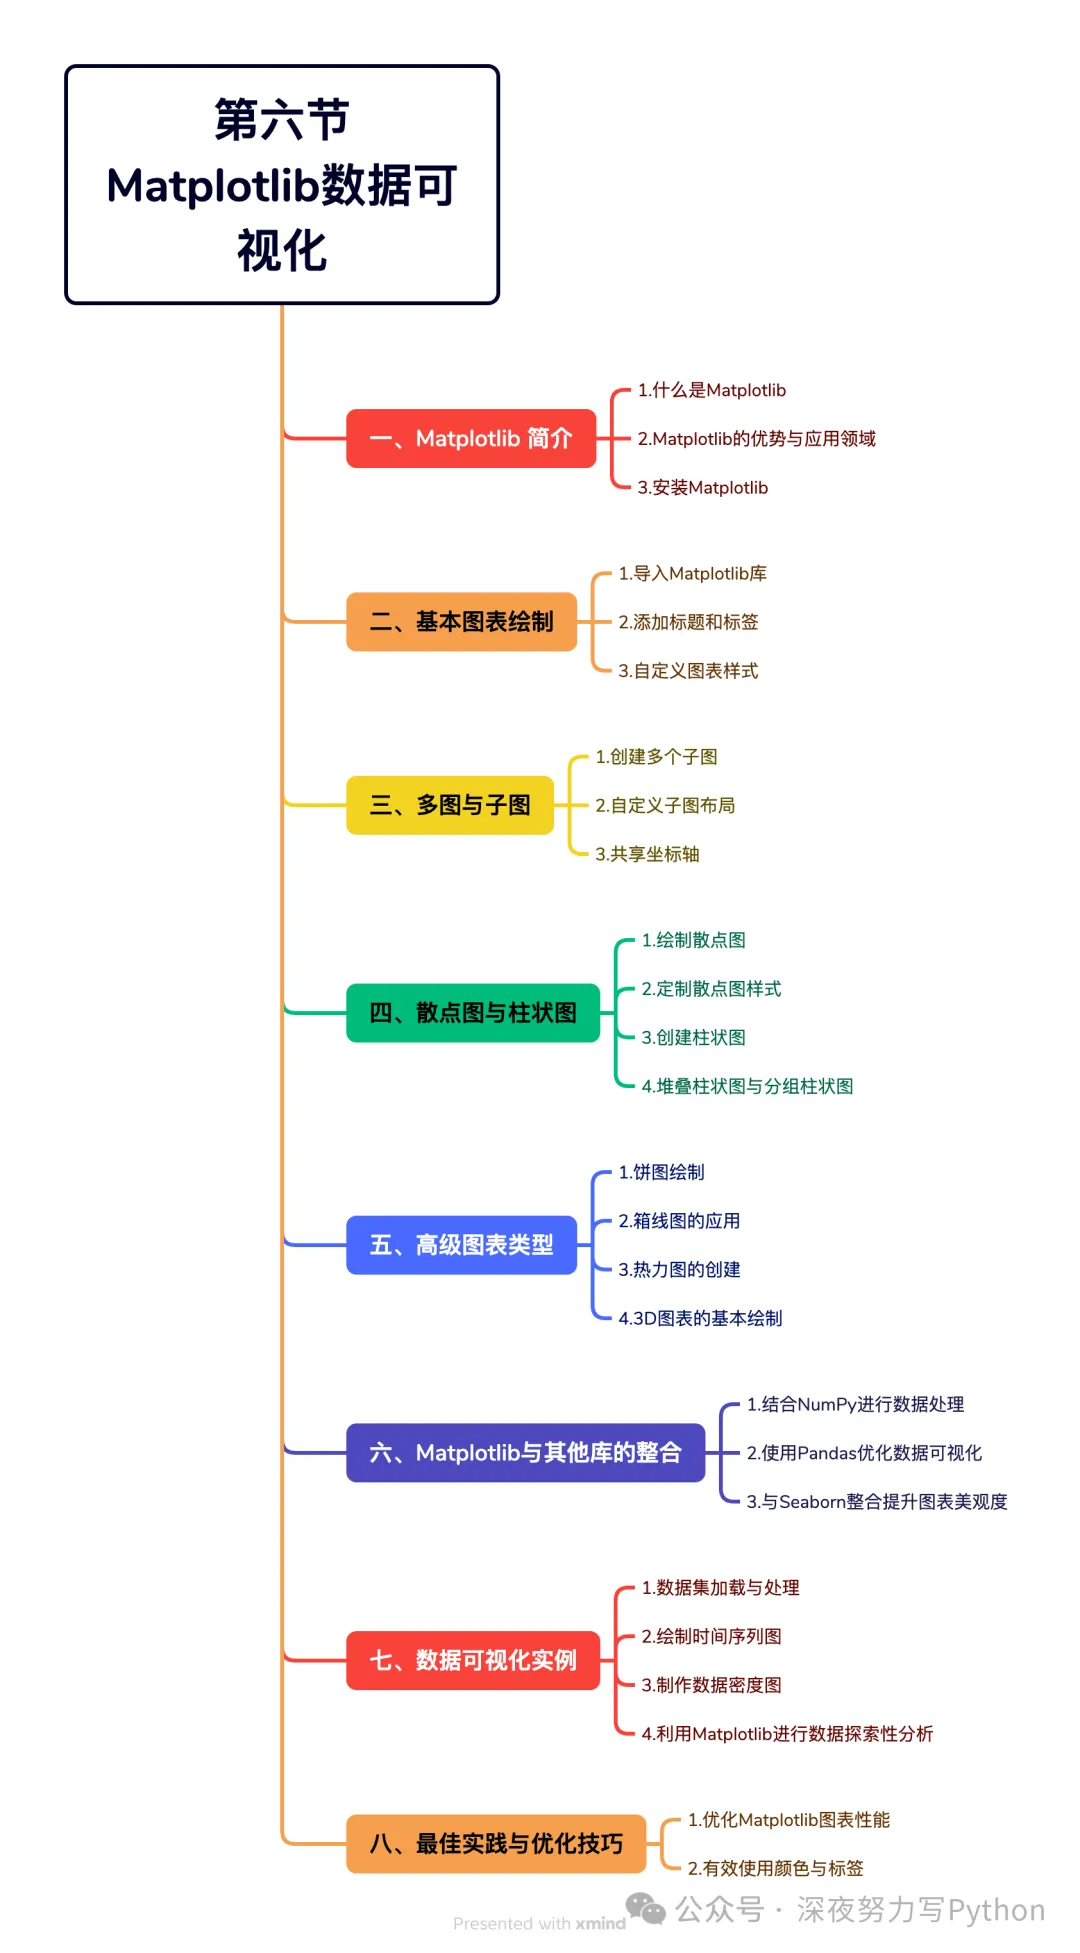 第六节
Matplotlib数据可
视化
一、Matplotlib 简介
1.什么是Matplotlib
2.Matplotlib的优势与应用领域
3.安装Matplotlib
二、基本图表绘制
1.导入Matplotlib库
2.添加标题和标签
3.自定义图表样式
三、多图与子图
1.创建多个子图
2.自定义子图布局
3.共享坐标轴
四、散点图与柱状图
1.绘制散点图
2.定制散点图样式
3.创建柱状图
4.堆叠柱状图与分组柱状图
五、高级图表类型
1.饼图绘制
2.箱线图的应用
3.热力图的创建
4.3D图表的基本绘制
六、Matplotlib与其他库的整合
1.结合NumPy进行数据处理
2.使用Pandas优化数据可视化
3.与Seaborn整合提升图表美观度
七、数据可视化实例
1.数据集加载与处理
2.绘制时间序列图
3.制作数据密度图
4.利用Matplotlib进行数据探索性分析
八、最佳实践与优化技巧
1.优化Matplotlib图表性能
2.有效使用颜色与标签
公众号 · 深夜努力写Python
Presented with xmind